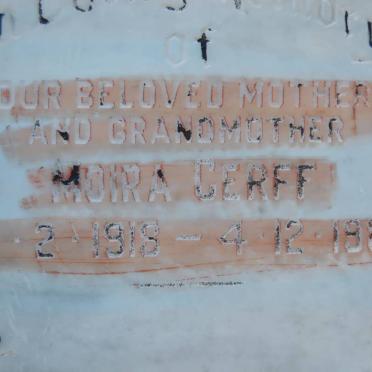 of
OUR BELOVED MOTHER
AND GRANDMOTHER
MOIRA CERFF
2 · 1918 – 4 · 12 ·